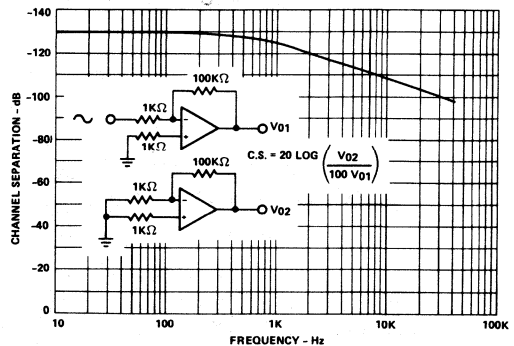 CHANNEL SEPARATION – dB
-140
-120
-100
-80
-60
-40
-20
0
100KΩ
1KΩ
1KΩ
V01
C.S. = 20 LOG (V02 / 100 V01)
100KΩ
1KΩ
1KΩ
V02
10
100
1K
10K
100K
FREQUENCY – Hz